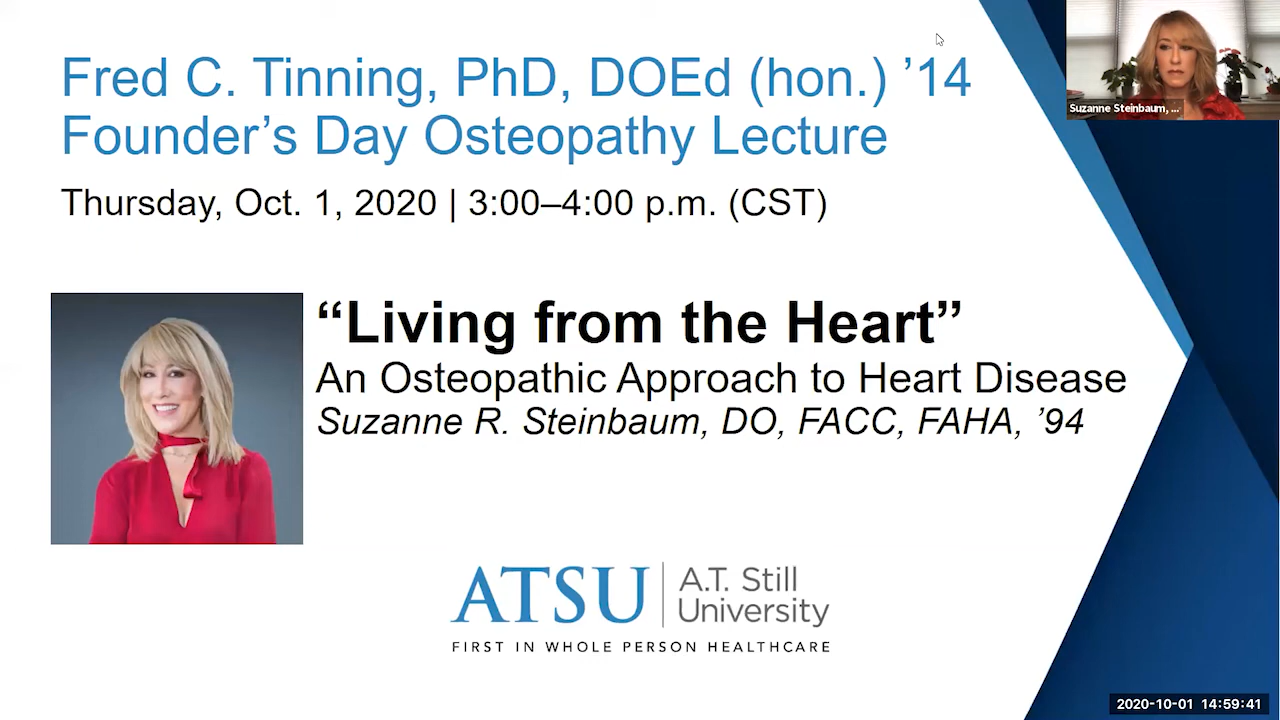 Fred C. Tinning, PhD, DOEd (hon.) ’14
Founder’s Day Osteopathy Lecture
Thursday, Oct. 1, 2020 | 3:00–4:00 p.m. (CST)
Suzanne Steinbaum, ...
“Living from the Heart”
An Osteopathic Approach to Heart Disease
Suzanne R. Steinbaum, DO, FACC, FAHA, ’94
ATSU
A.T. Still
University
FIRST IN WHOLE PERSON HEALTHCARE
2020-10-01 14:59:41